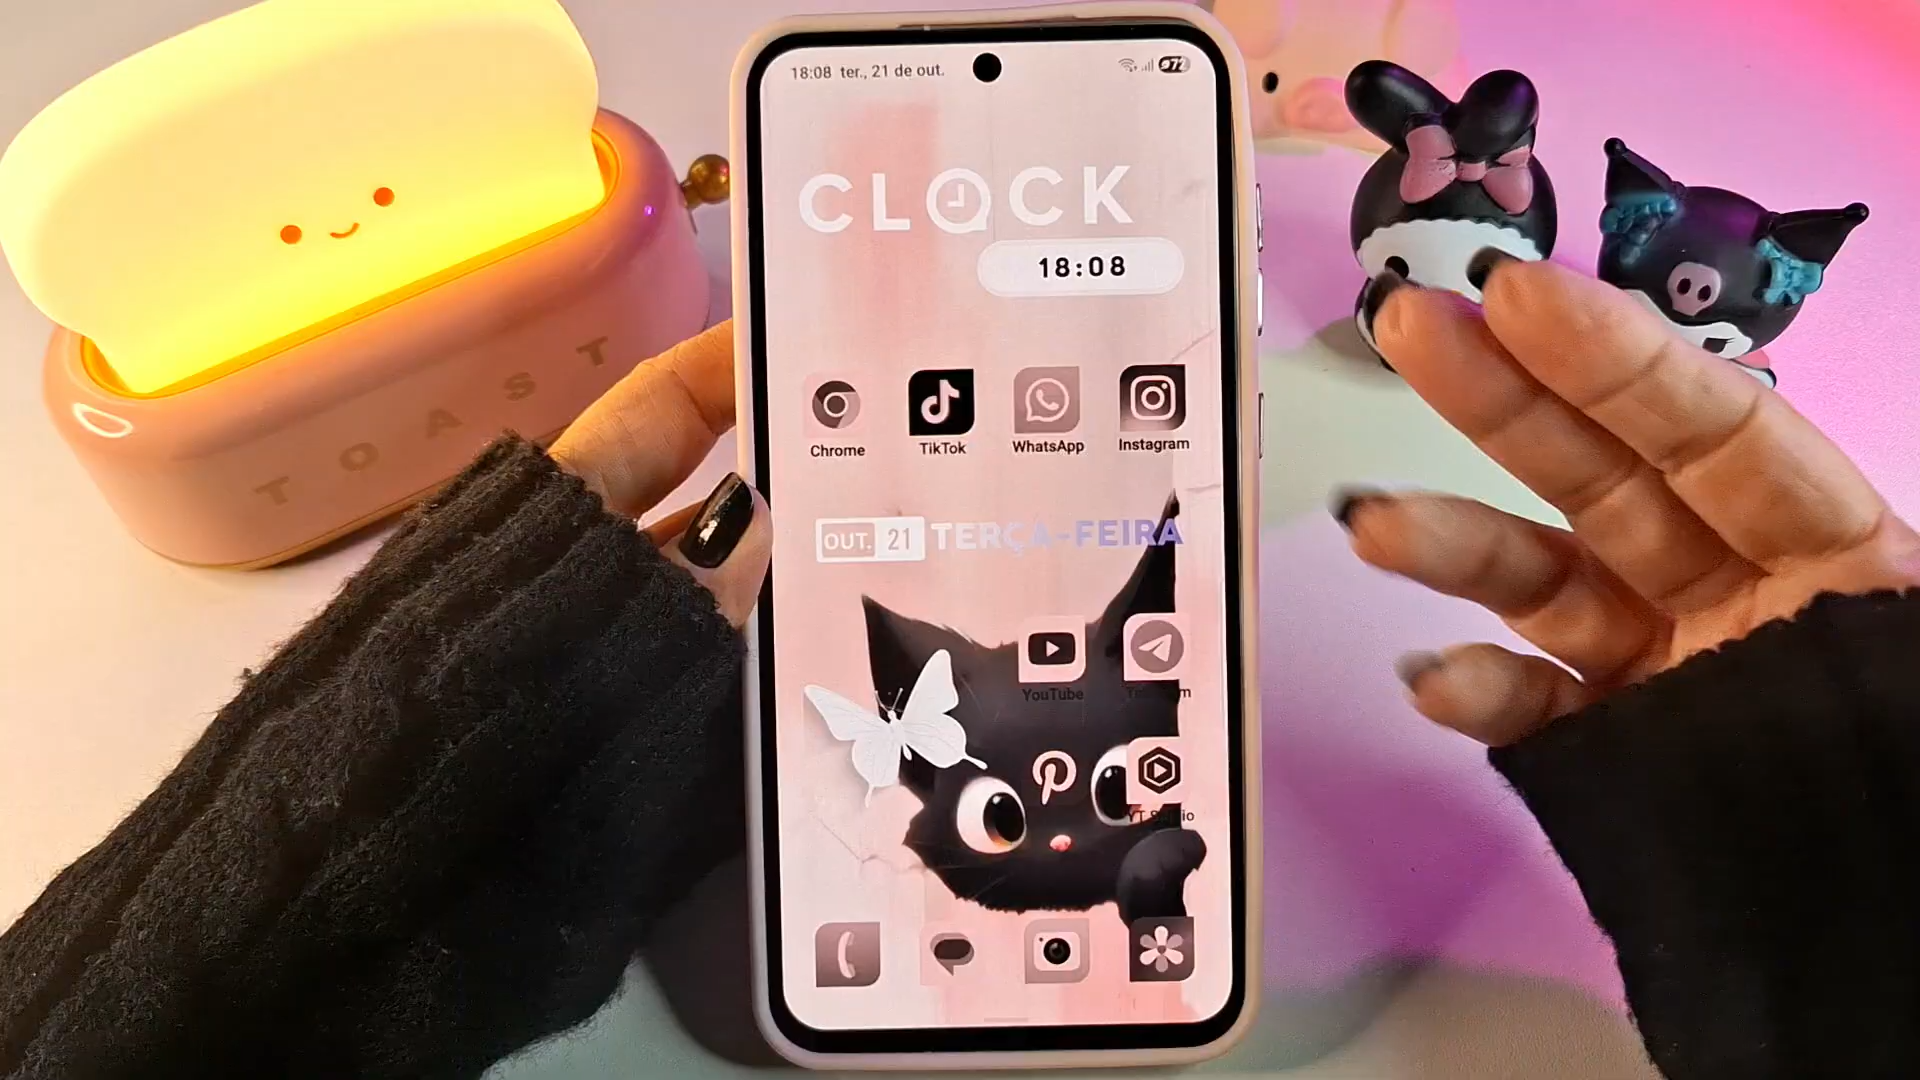 18:08 ter., 21 de out.
72
CLOCK
18:08
Chrome
TikTok
WhatsApp
Instagram
OUT. 21 TERÇA-FEIRA
YouTube
TOAST